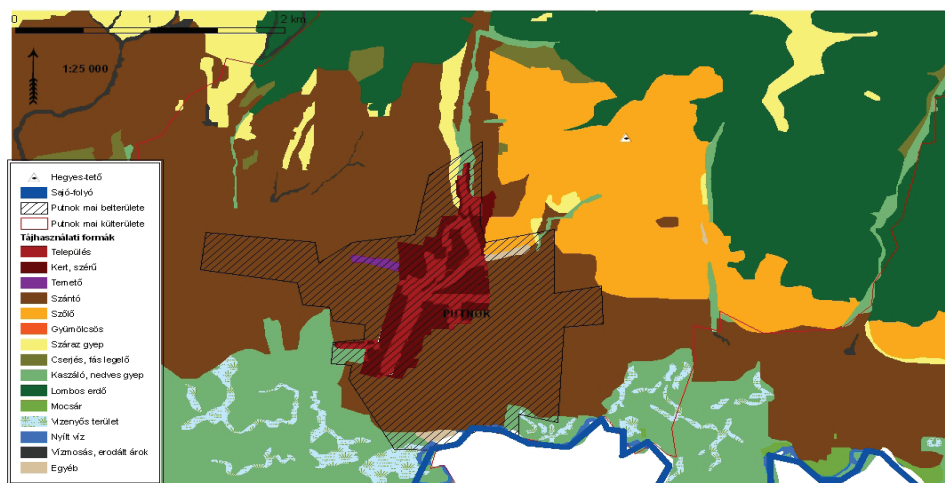 0 1 2 km
1:25 000
Hegyes-tető
Sajó-folyó
Putnok mai belterülete
Putnok mai külterülete
Tájhasználati formák
Település
Kert, szérű
Temető
Szántó
Szőlő
Gyümölcsös
Száraz gyep
Cserjés, fás legelő
Kaszáló, nedves gyep
Lombos erdő
Mocsár
Vizenyős terület
Nyílt víz
Vízmosás, erodált árok
Egyéb
PUTNOK